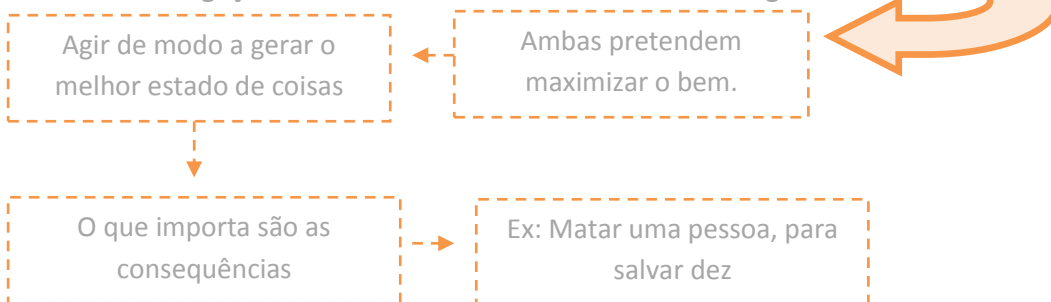 Ambas pretendem
maximizar o bem.
Agir de modo a gerar o
melhor estado de coisas
O que importa são as
consequências
Ex: Matar uma pessoa, para
salvar dez